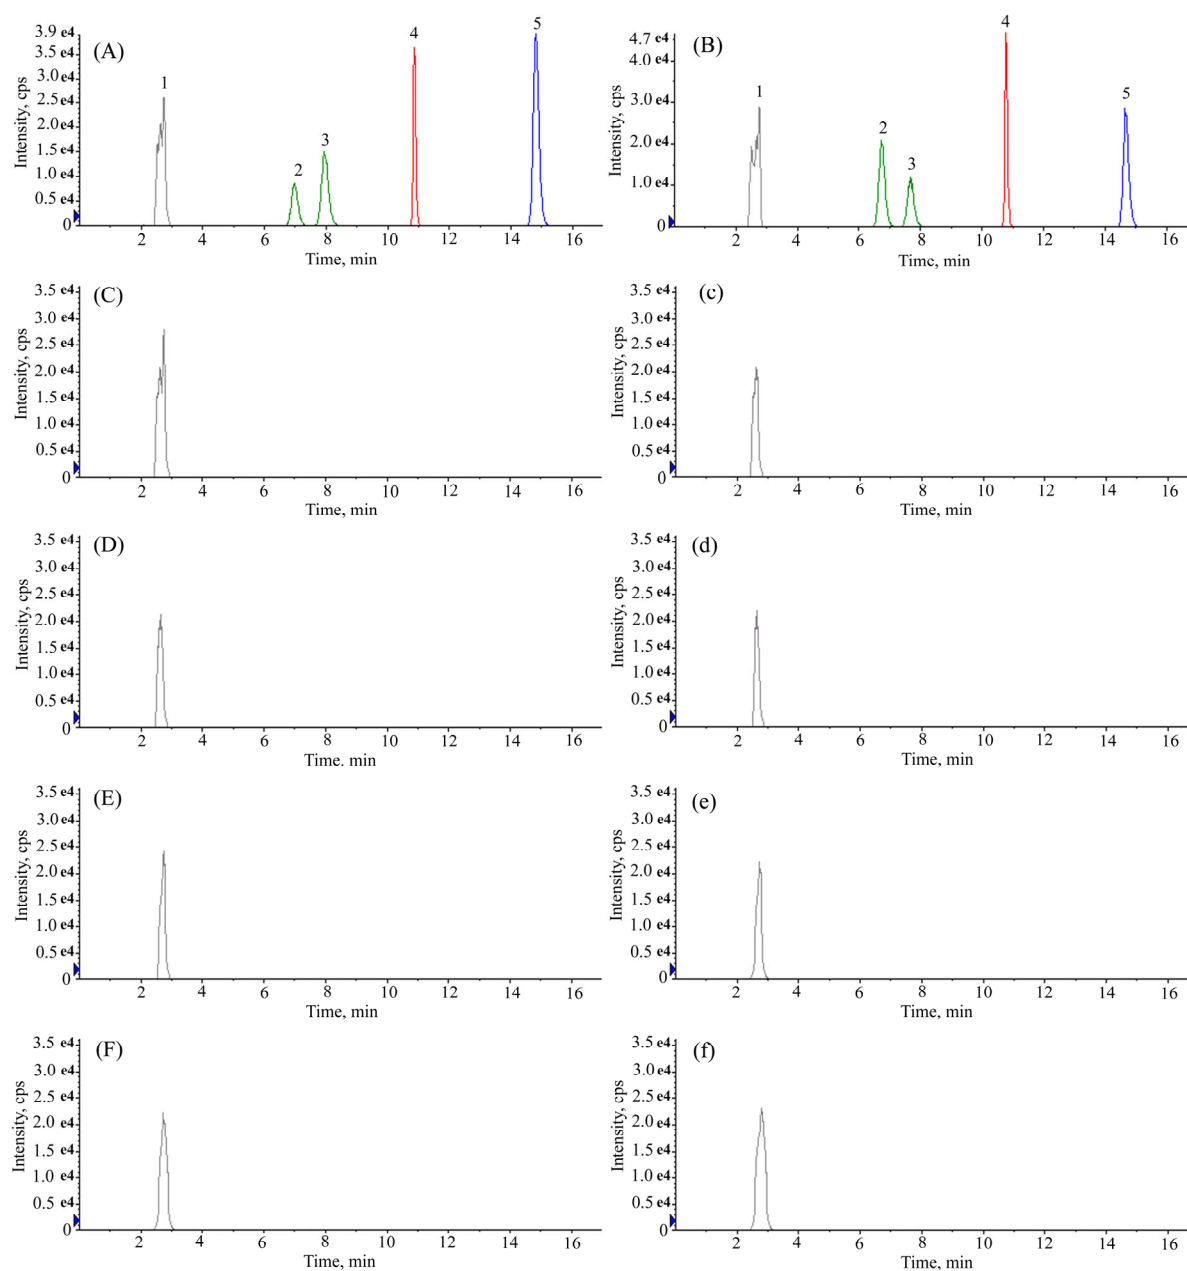 (A)
Intensity, cps
3.9 e4
3.5 e4
3.0 e4
2.5 e4
2.0 e4
1.5 e4
1.0 e4
0.5 e4
0
1
2
3
4
5
2 4 6 8 10 12 14 16
Time, min
(B)
Intensity, cps
4.7 e4
4.0 e4
3.0 e4
2.0 e4
1.0 e4
0
1
2
3
4
5
2 4 6 8 10 12 14 16
Timc, min
(C)
Intensity, cps
3.5 e4
3.0 e4
2.5 e4
2.0 e4
1.5 e4
1.0 e4
0.5 e4
0
2 4 6 8 10 12 14 16
Time, min
(c)
Intensity, cps
3.5 e4
3.0 e4
2.5 e4
2.0 e4
1.5 e4
1.0 e4
0.5 e4
0
2 4 6 8 10 12 14 16
Time, min
(D)
Intensity, cps
3.5 e4
3.0 e4
2.5 e4
2.0 e4
1.5 e4
1.0 e4
0.5 e4
0
2 4 6 8 10 12 14 16
Time. min
(d)
Intensity, cps
3.5 e4
3.0 e4
2.5 e4
2.0 e4
1.5 e4
1.0 e4
0.5 e4
0
2 4 6 8 10 12 14 16
Time, min
(E)
Intensity, cps
3.5 e4
3.0 e4
2.5 e4
2.0 e4
1.5 e4
1.0 e4
0.5 e4
0
2 4 6 8 10 12 14 16
Time, min
(e)
Intensity, cps
3.5 e4
3.0 e4
2.5 e4
2.0 e4
1.5 e4
1.0 e4
0.5 e4
0
2 4 6 8 10 12 14 16
Time, min
(F)
Intensity, cps
3.5 e4
3.0 e4
2.5 e4
2.0 e4
1.5 e4
1.0 e4
0.5 e4
0
2 4 6 8 10 12 14 16
Time, min
(f)
Intensity, cps
3.5 e4
3.0 e4
2.5 e4
2.0 e4
1.5 e4
1.0 e4
0.5 e4
0
2 4 6 8 10 12 14 16
Time, min